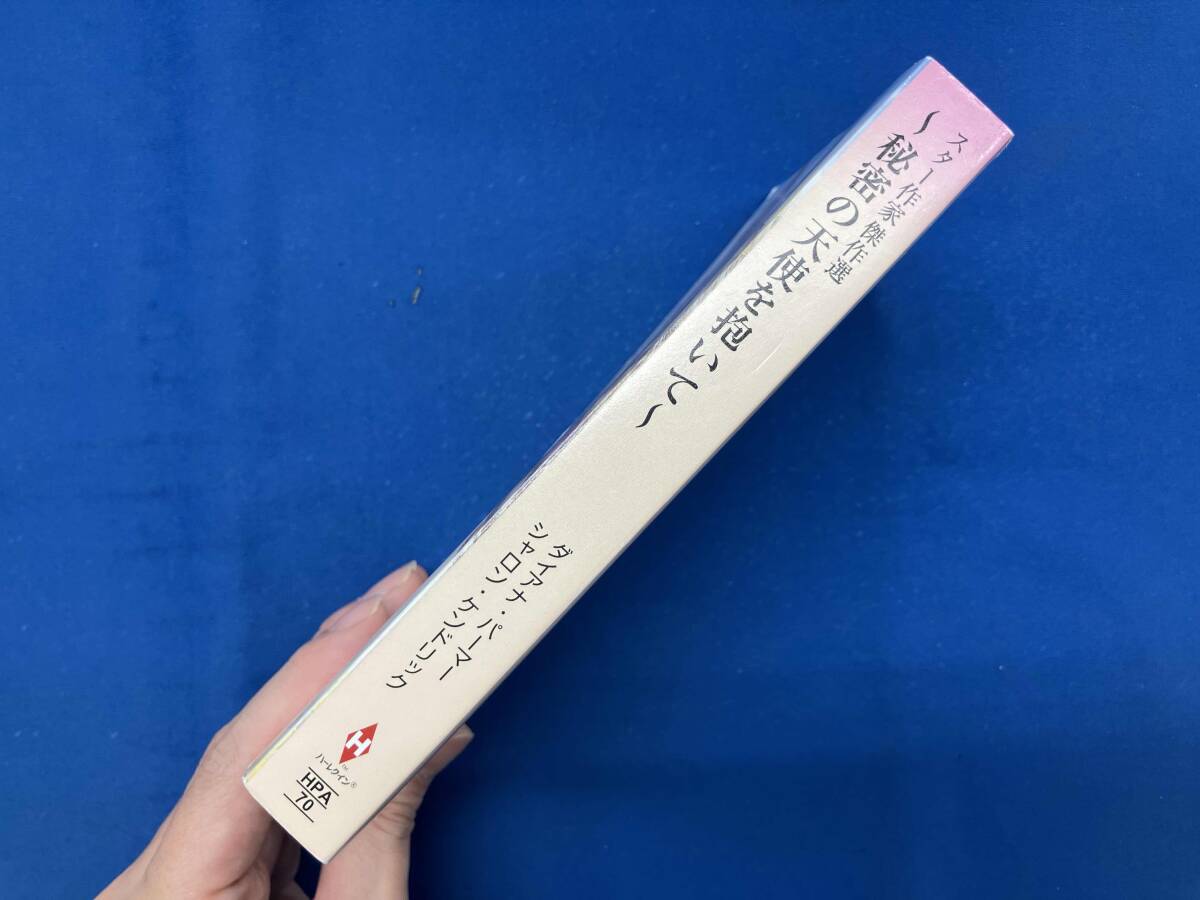 スター作家傑作選
〜秘密の天使を抱いて〜
ダイアナ・パーマー
シャロン・ケンドリック
H
TM
ハーレクイン®
HPA
70